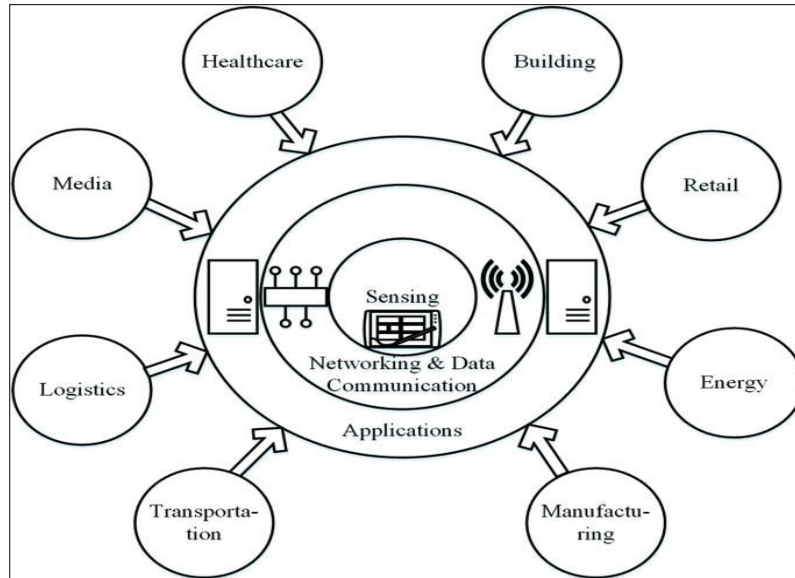 Healthcare
Building
Media
Retail
Sensing
Networking & Data
Communication
Logistics
Energy
Applications
Transporta-
tion
Manufactu-
ring